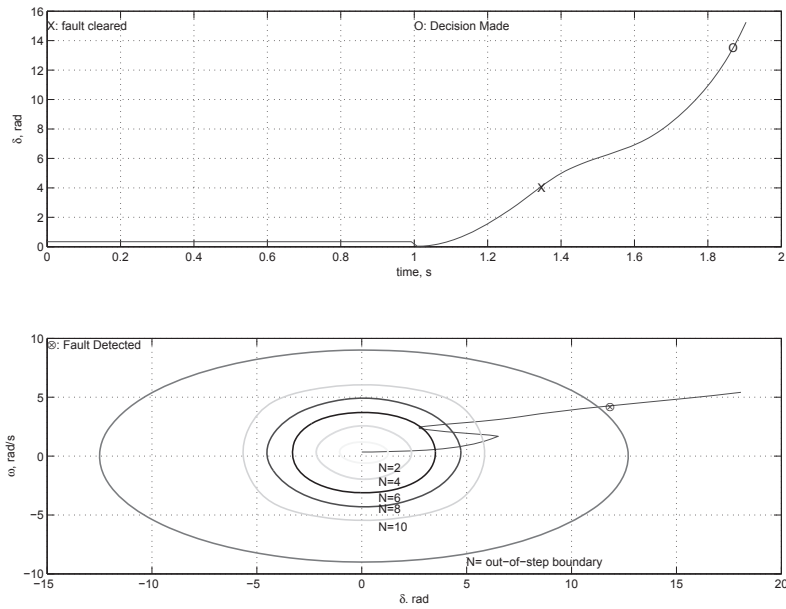 X: fault cleared
O: Decision Made
16
14
12
10
8
6
4
2
0
δ, rad
X
O
0 0.2 0.4 0.6 0.8 1 1.2 1.4 1.6 1.8 2
time, s
⊗: Fault Detected
10
5
0
−5
−10
ω, rad/s
N=2
N=4
N=6
N=8
N=10
N= out−of−step boundary
−15 −10 −5 0 5 10 15 20
δ, rad